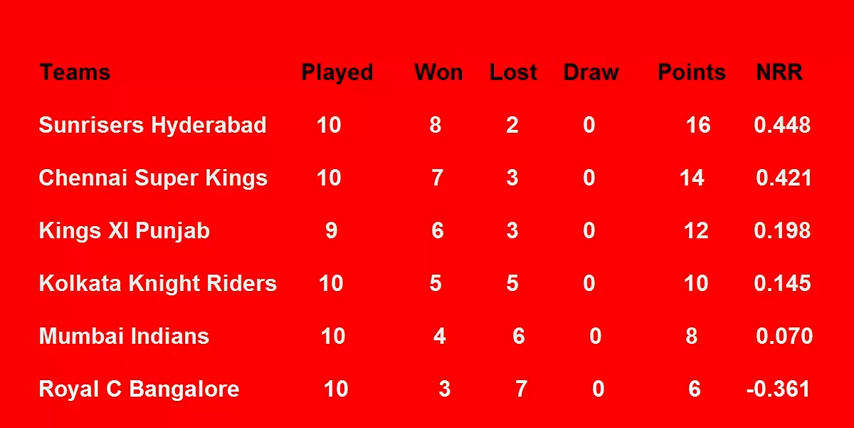 Teams Played Won Lost Draw Points NRR
Sunrisers Hyderabad 10 8 2 0 16 0.448
Chennai Super Kings 10 7 3 0 14 0.421
Kings XI Punjab 9 6 3 0 12 0.198
Kolkata Knight Riders 10 5 5 0 10 0.145
Mumbai Indians 10 4 6 0 8 0.070
Royal C Bangalore 10 3 7 0 6 -0.361